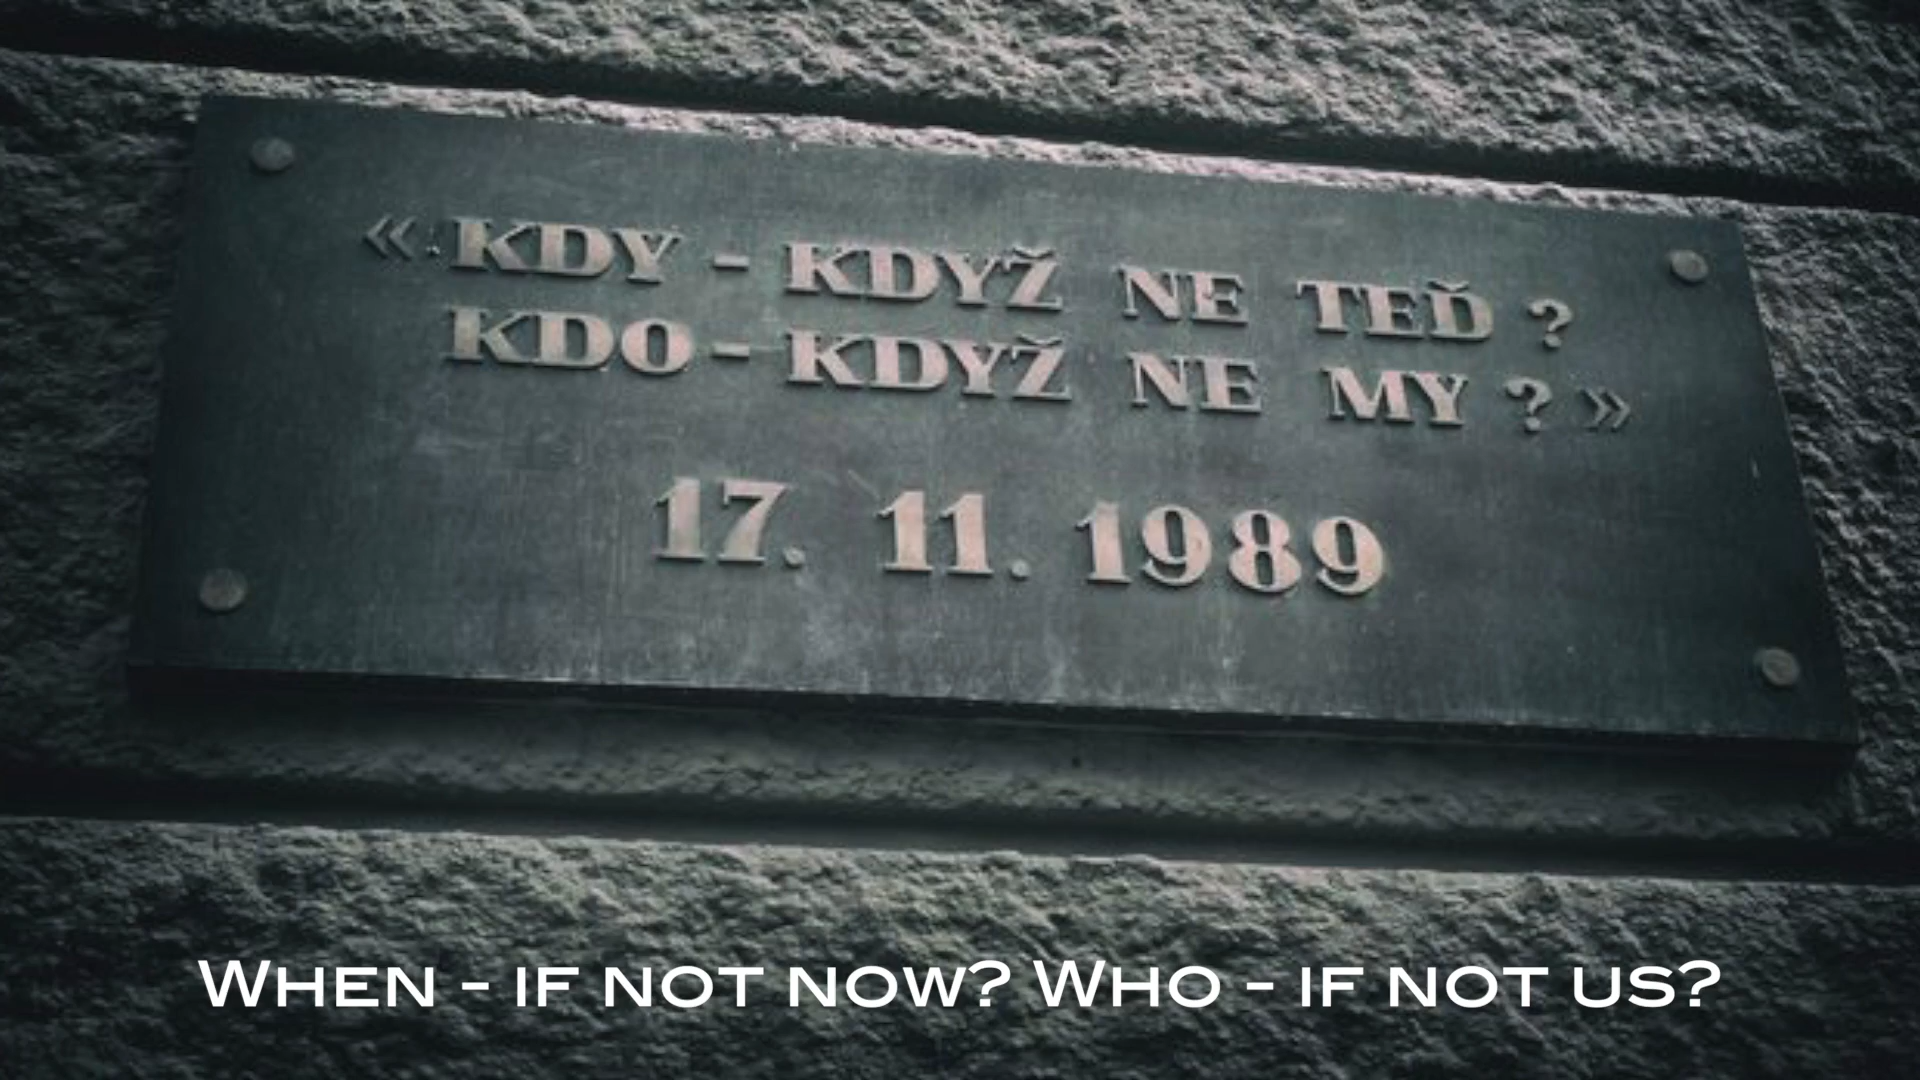 « KDY - KDYŽ NE TEĎ ?
KDO - KDYŽ NE MY ? »
17. 11. 1989
WHEN - IF NOT NOW? WHO - IF NOT US?